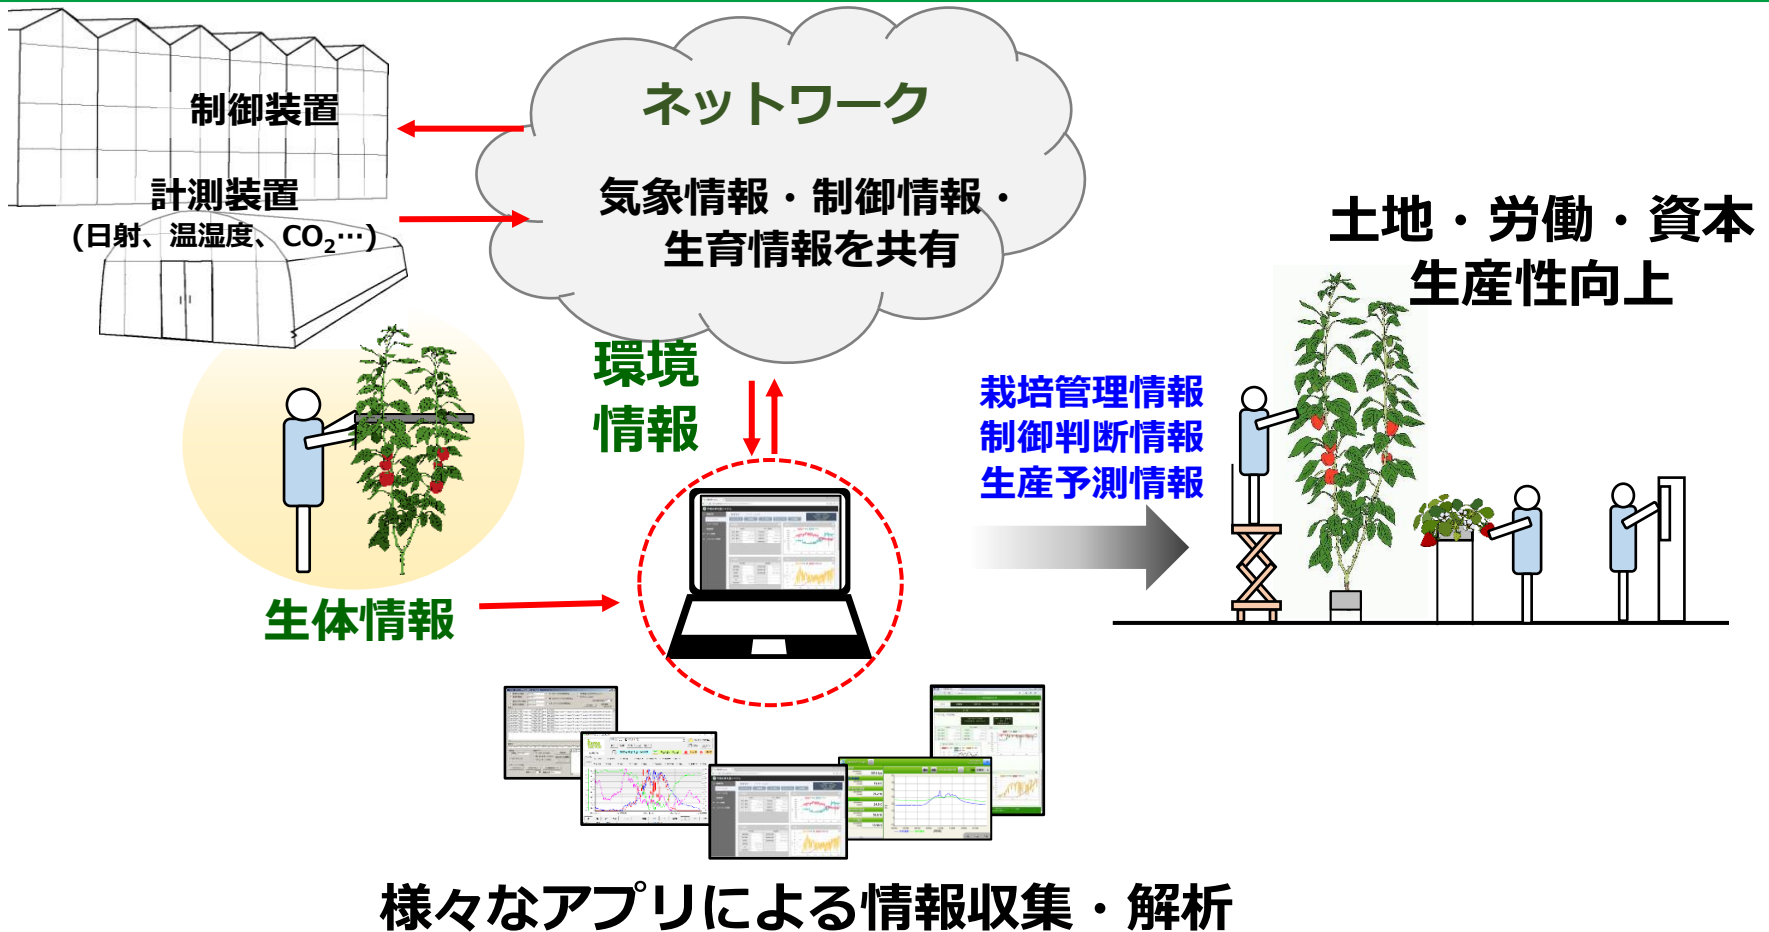 制御装置
計測装置
(日射、温湿度、CO2…)
ネットワーク
気象情報・制御情報・
生育情報を共有
環境
情報
生体情報
栽培管理情報
制御判断情報
生産予測情報
土地・労働・資本
生産性向上
様々なアプリによる情報収集・解析